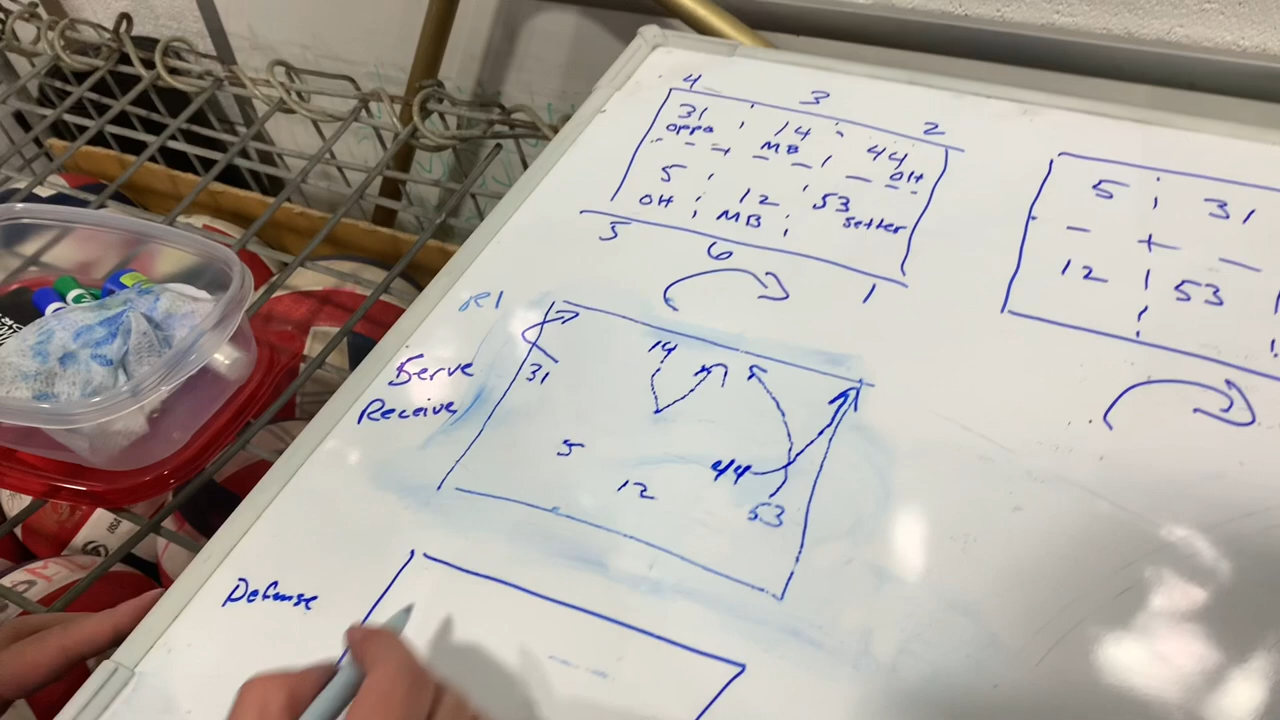 4 3 2
31 14 44
oppo MB OH
5 12 53
OH MB Setter
5 6 1
5 31
12 53
R1
Serve
Receive
14
31
5
44
12
53
Defense
USA